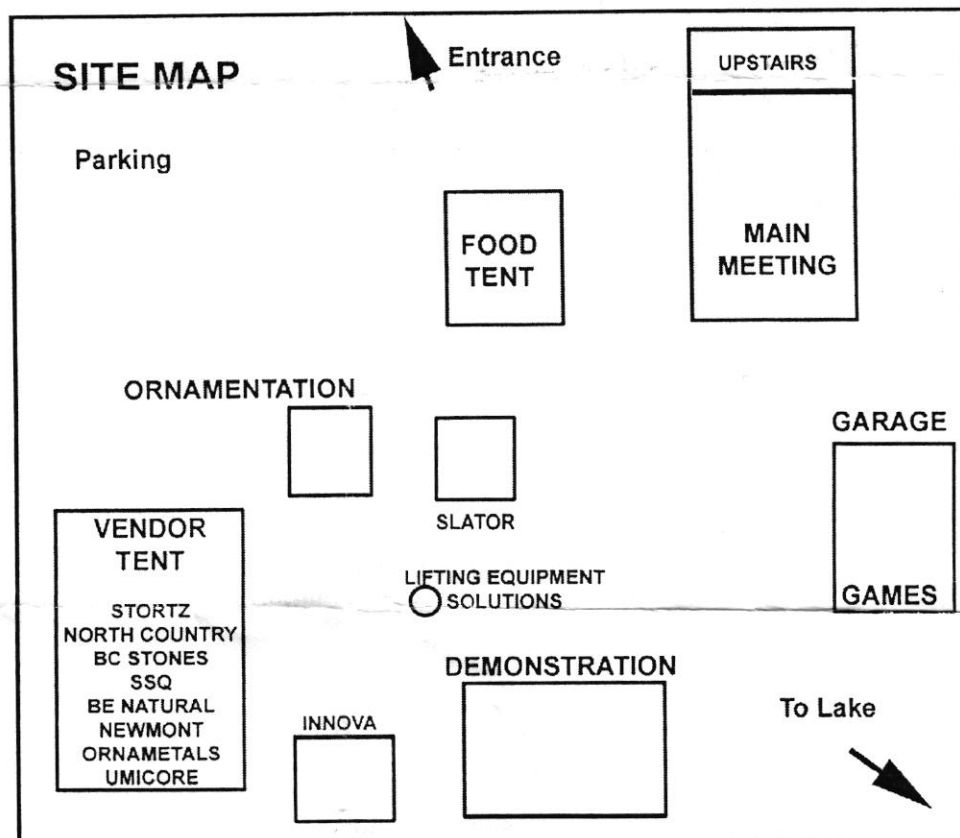 SITE MAP
Entrance
UPSTAIRS
Parking
FOOD
TENT
MAIN
MEETING
ORNAMENTATION
GARAGE
SLATOR
VENDOR
TENT
LIFTING EQUIPMENT
SOLUTIONS
GAMES
STORTZ
NORTH COUNTRY
BC STONES
SSQ
BE NATURAL
NEWMONT
ORNAMETALS
UMICORE
INNOVA
DEMONSTRATION
To Lake